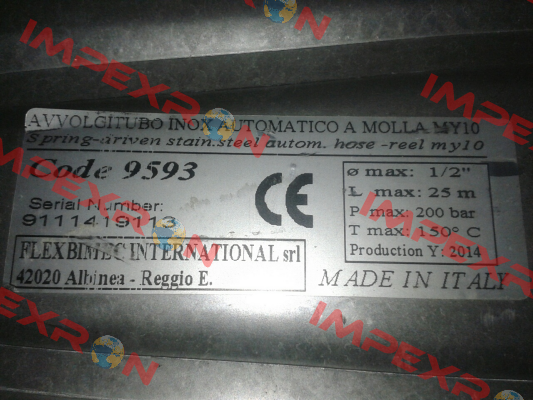 AVVOLGITUBO INOX AUTOMATICO A MOLLA MY10
Spring-driven stain.steel autom. hose -reel my10
Code 9593
Serial Number:
9111419113
FLEXBIMEC INTERNATIONAL srl
42020 Albinea - Reggio E.
CE
ø max: 1/2"
L max: 25 m
P max: 200 bar
T max: 150° C
Production Y: 2014
MADE IN ITALY
IMPEXRON
IMPEXRON
IMPEXRON
IMPEXRON
IMPEXRON